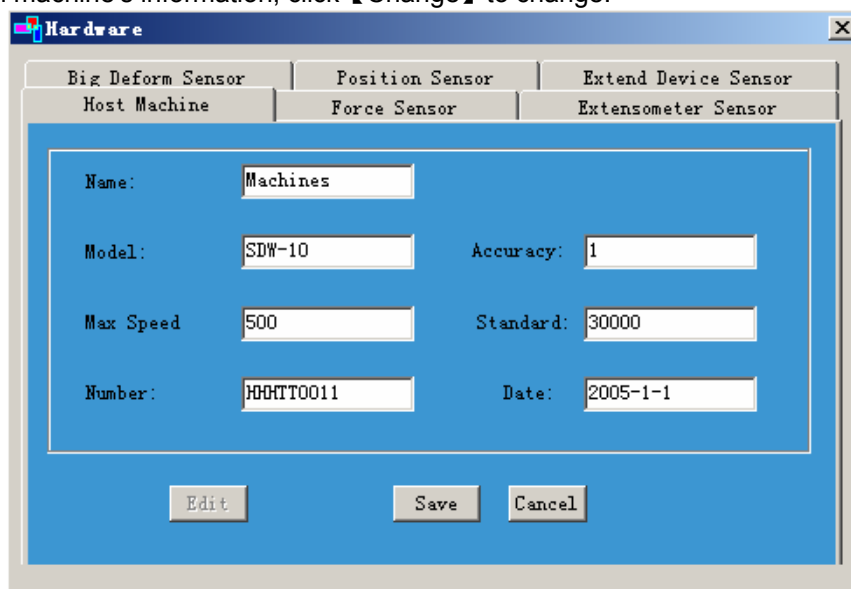 machine's information, click 【Change】 to change.
Hardware
Big Deform Sensor Position Sensor Extend Device Sensor
Host Machine Force Sensor Extensometer Sensor
Name: Machines
Model: SDW-10 Accuracy: 1
Max Speed 500 Standard: 30000
Number: HHHTT0011 Date: 2005-1-1
Edit Save Cancel